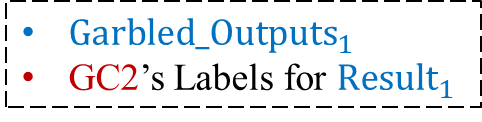 • Garbled_Outputs₁
• GC2’s Labels for Result₁